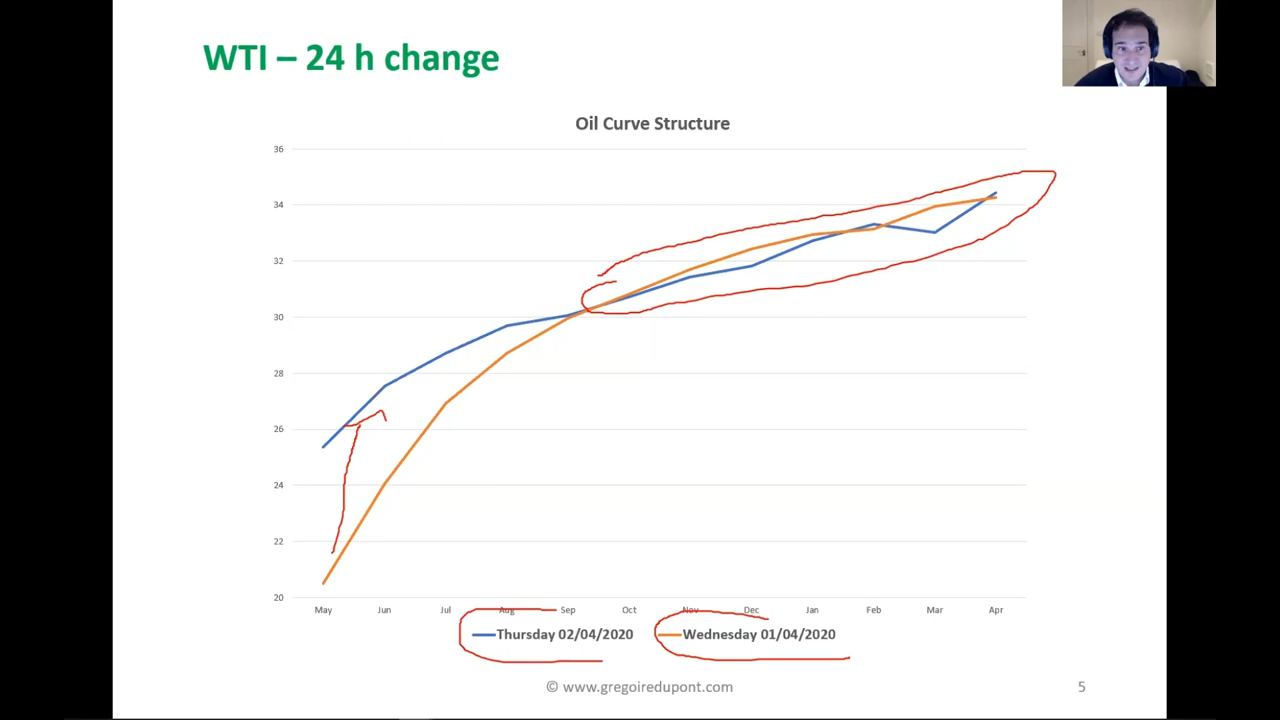 WTI – 24 h change
Oil Curve Structure
36
34
32
30
28
26
24
22
20
May Jun Jul Aug Sep Oct Nov Dec Jan Feb Mar Apr
Thursday 02/04/2020 Wednesday 01/04/2020
© www.gregoiredupont.com 5